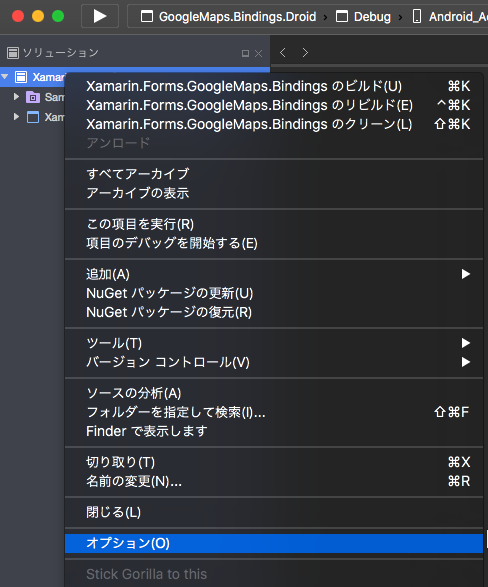 GoogleMaps.Bindings.Droid › Debug › Android_A
ソリューション
Xamarin.Forms.GoogleMaps.Bindings のビルド(U) ⌘K
Xamarin.Forms.GoogleMaps.Bindings のリビルド(E) ^⌘K
Xamarin.Forms.GoogleMaps.Bindings のクリーン(L) ⇧⌘K
アンロード
すべてアーカイブ
アーカイブの表示
この項目を実行(R)
項目のデバッグを開始する(E)
追加(A)
NuGet パッケージの更新(U)
NuGet パッケージの復元(R)
ツール(T)
バージョン コントロール(V)
ソースの分析(A)
フォルダーを指定して検索(I)... ⇧⌘F
Finder で表示します
切り取り(T) ⌘X
名前の変更(N)... ⌘R
閉じる(L)
オプション(O)
Stick Gorilla to this